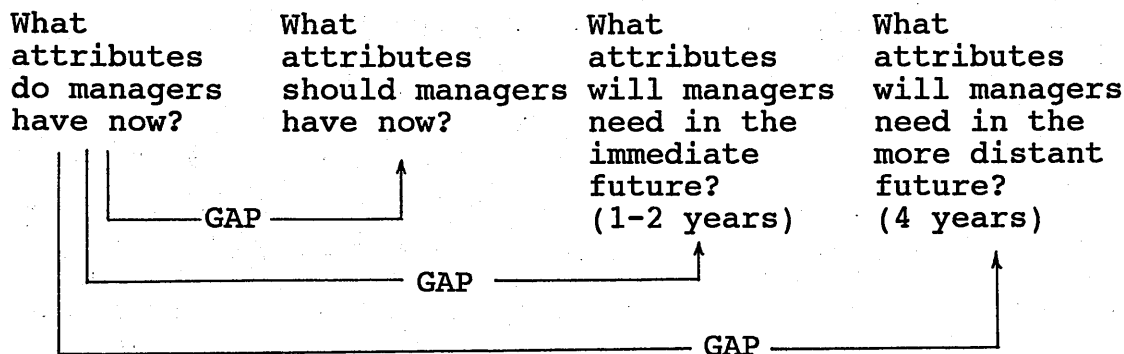 What
attributes
do managers
have now?
What
attributes
should managers
have now?
What
attributes
will managers
need in the
immediate
future?
(1-2 years)
What
attributes
will managers
need in the
more distant
future?
(4 years)
GAP
GAP
GAP